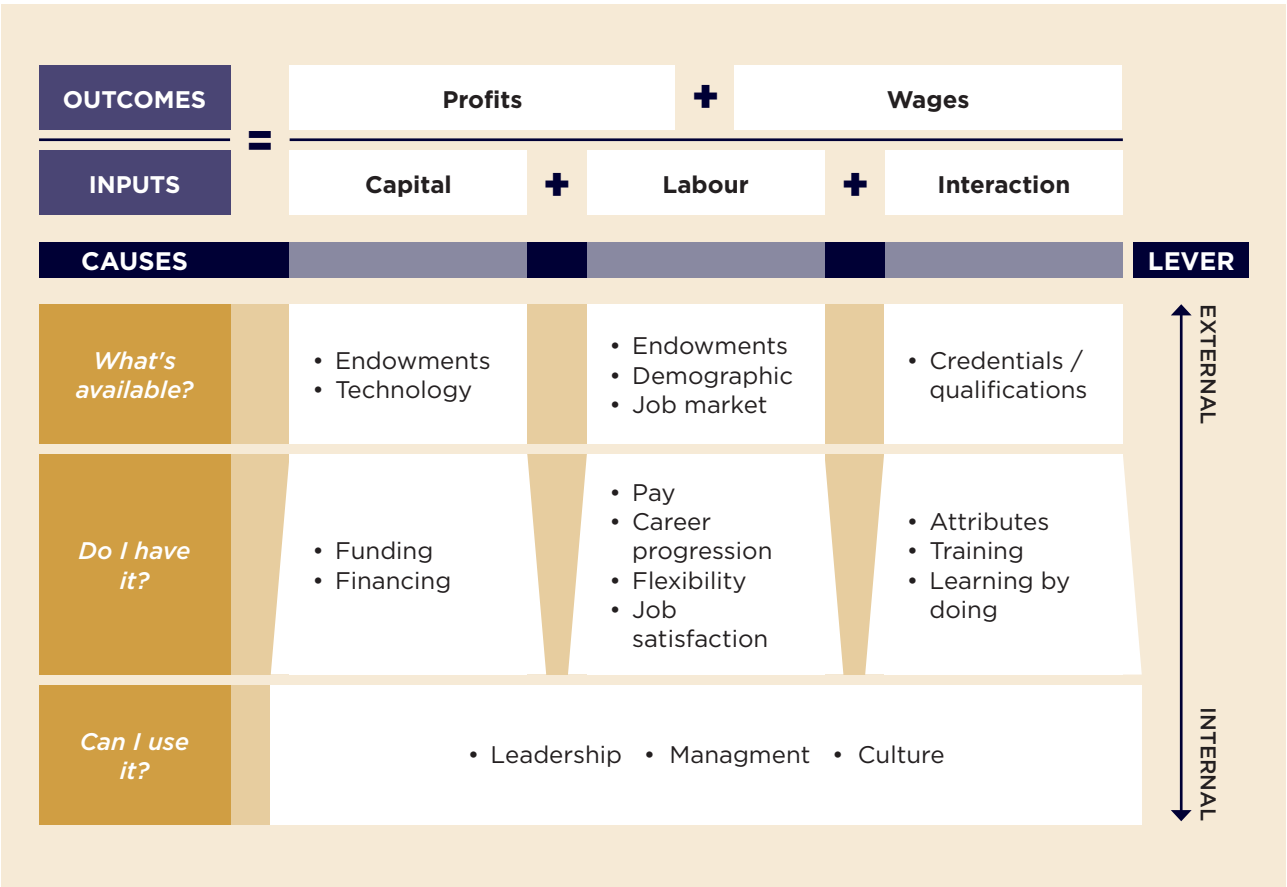 OUTCOMES
=
Profits
+
Wages
INPUTS
Capital
+
Labour
+
Interaction
CAUSES
LEVER
What's
available?
• Endowments
• Technology
• Endowments
• Demographic
• Job market
• Credentials /
qualifications
EXTERNAL
Do I have
it?
• Funding
• Financing
• Pay
• Career
progression
• Flexibility
• Job
satisfaction
• Attributes
• Training
• Learning by
doing
Can I use
it?
• Leadership • Managment • Culture
INTERNAL